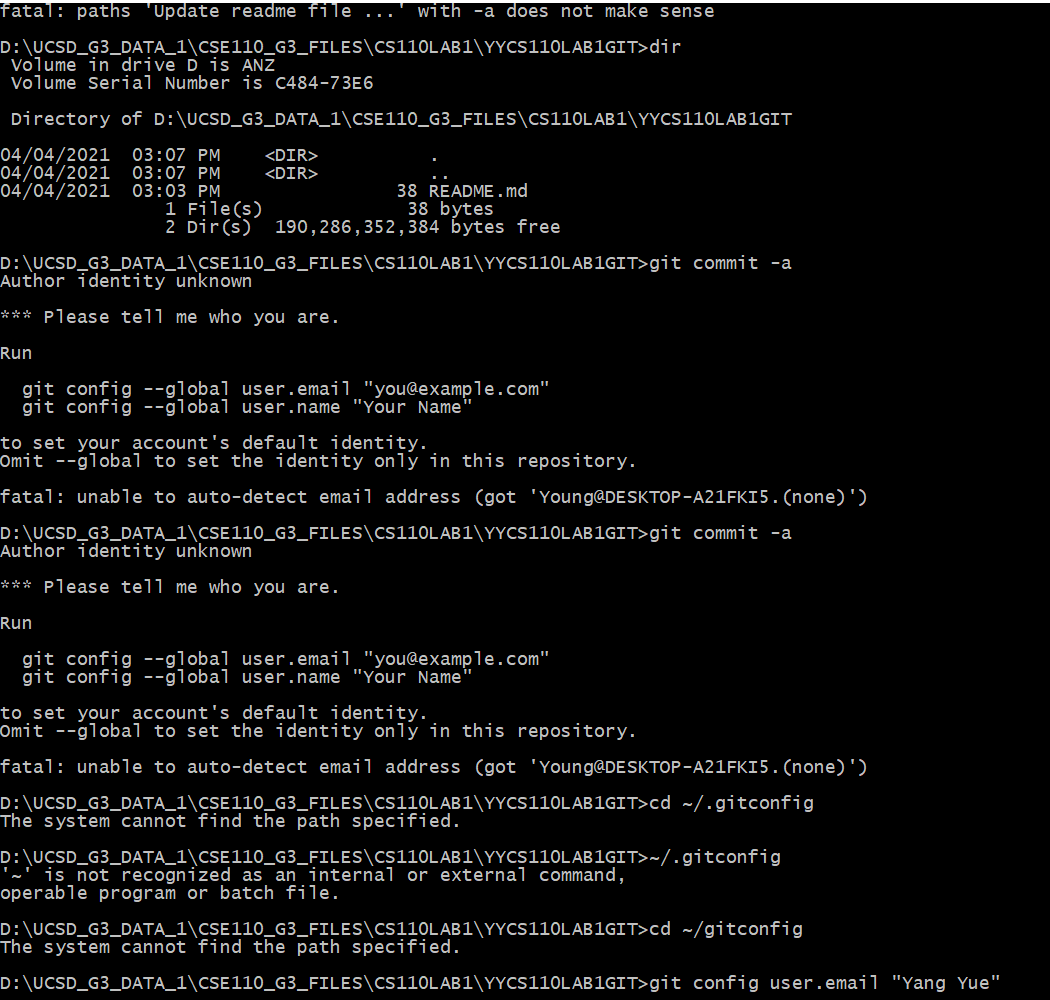 fatal: paths 'Update readme file ...' with -a does not make sense
D:\UCSD_G3_DATA_1\CSE110_G3_FILES\CS110LAB1\YYCS110LAB1GIT>dir
 Volume in drive D is ANZ
 Volume Serial Number is C484-73E6
 Directory of D:\UCSD_G3_DATA_1\CSE110_G3_FILES\CS110LAB1\YYCS110LAB1GIT
04/04/2021  03:07 PM    <DIR>          .
04/04/2021  03:07 PM    <DIR>          ..
04/04/2021  03:03 PM                38 README.md
               1 File(s)             38 bytes
               2 Dir(s)  190,286,352,384 bytes free
D:\UCSD_G3_DATA_1\CSE110_G3_FILES\CS110LAB1\YYCS110LAB1GIT>git commit -a
Author identity unknown
*** Please tell me who you are.
Run
  git config --global user.email "you@example.com"
  git config --global user.name "Your Name"
to set your account's default identity.
Omit --global to set the identity only in this repository.
fatal: unable to auto-detect email address (got 'Young@DESKTOP-A21FKI5.(none)')
D:\UCSD_G3_DATA_1\CSE110_G3_FILES\CS110LAB1\YYCS110LAB1GIT>git commit -a
Author identity unknown
*** Please tell me who you are.
Run
  git config --global user.email "you@example.com"
  git config --global user.name "Your Name"
to set your account's default identity.
Omit --global to set the identity only in this repository.
fatal: unable to auto-detect email address (got 'Young@DESKTOP-A21FKI5.(none)')
D:\UCSD_G3_DATA_1\CSE110_G3_FILES\CS110LAB1\YYCS110LAB1GIT>cd ~/.gitconfig
The system cannot find the path specified.
D:\UCSD_G3_DATA_1\CSE110_G3_FILES\CS110LAB1\YYCS110LAB1GIT>~/.gitconfig
'~' is not recognized as an internal or external command,
operable program or batch file.
D:\UCSD_G3_DATA_1\CSE110_G3_FILES\CS110LAB1\YYCS110LAB1GIT>cd ~/gitconfig
The system cannot find the path specified.
D:\UCSD_G3_DATA_1\CSE110_G3_FILES\CS110LAB1\YYCS110LAB1GIT>git config user.email "Yang Yue"